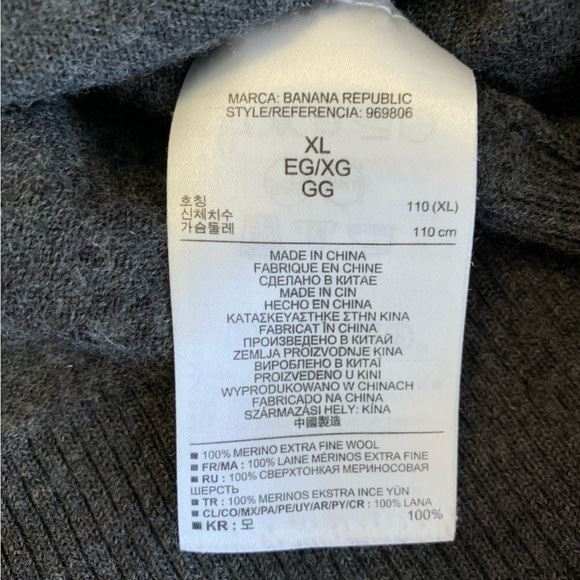 MARCA: BANANA REPUBLIC
STYLE/REFERENCIA: 969806
XL
EG/XG
GG
호칭
신체치수 110 (XL)
가슴둘레 110 cm
MADE IN CHINA
FABRIQUE EN CHINE
СДЕЛАНО В КИТАЕ
MADE IN CIN
HECHO EN CHINA
ΚΑΤΑΣΚΕΥΑΣΤΗΚΕ ΣΤΗΝ ΚΙΝΑ
FABRICAT ÎN CHINA
ПРОИЗВЕДЕНО В КИТАЙ
ZEMLJA PROIZVODNJE KINA
ВИРОБЛЕНО В КИТАЇ
PROIZVEDENO U KINI
WYPRODUKOWANO W CHINACH
FABRICADO NA CHINA
SZÁRMAZÁSI HELY: KÍNA
中國製造
100% MERINO EXTRA FINE WOOL
FR/MA : 100% LAINE MÉRINOS EXTRA FINE
RU : 100% СВЕРХТОНКАЯ МЕРИНОСОВАЯ
ШЕРСТЬ
TR : 100% MERINOS EKSTRA INCE YÜN
CL/CO/MX/PA/PE/UY/AR/PY/CR : 100% LANA
KR : 모 100%